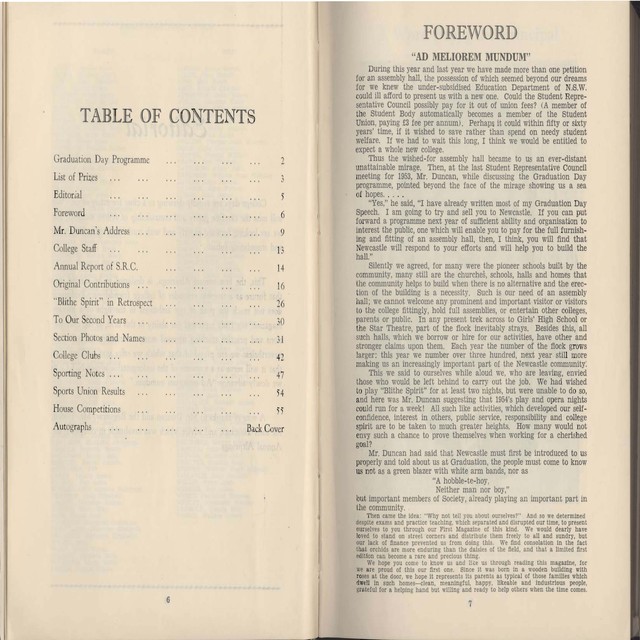 TABLE OF CONTENTS
Graduation Day Programme ... ... ... ... 2
List of Prizes ... ... ... ... ... 3
Editorial ... ... ... ... ... ... 5
Foreword ... ... ... ... ... ... 6
Mr. Duncan's Address ... ... ... ... ... 9
College Staff ... ... ... ... ... 13
Annual Report of S.R.C. ... ... ... ... 14
Original Contributions ... ... ... ... 16
"Blithe Spirit" in Retrospect ... ... ... ... 26
To Our Second Years ... ... ... ... ... 30
Section Photos and Names ... ... ... ... 31
College Clubs ... ... ... ... ... 42
Sporting Notes ... ... ... ... ... ... 47
Sports Union Results ... ... ... ... ... 54
House Competitions ... ... ... ... ... 55
Autographs ... ... ... ... Back Cover
6
FOREWORD
"AD MELIOREM MUNDUM"
During this year and last year we have made more than one petition
for an assembly hall, the possession of which seemed beyond our dreams
for we knew the under-subsidised Education Department of N.S.W.
could ill afford to present us with a new one. Could the Student Repre-
sentative Council possibly pay for it out of union fees? (A member of
the Student Body automatically becomes a member of the Student
Union, paying £3 fee per annum). Perhaps it could within fifty or sixty
years' time, if it wished to save rather than spend on needy student
welfare. If we had to wait this long, I think we would be entitled to
expect a whole new college.
Thus the wished-for assembly hall became to us an ever-distant
unattainable mirage. Then, at the last Student Representative Council
meeting for 1953, Mr. Duncan, while discussing the Graduation Day
programme, pointed beyond the face of the mirage showing us a sea
of hopes. . . . .
"Yes," he said, "I have already written most of my Graduation Day
Speech. I am going to try and sell you to Newcastle. If you can put
forward a programme next year of sufficient ability and organisation to
interest the public, one which will enable you to pay for the full furnish-
ing and fitting of an assembly hall, then, I think, you will find that
Newcastle will respond to your efforts and will help you to build the
hall."
Silently we agreed, for many were the pioneer schools built by the
community, many still are the churches, schools, halls and homes that
the community helps to build when there is no alternative and the erec-
tion of the building is a necessity. Such is our need of an assembly
hall; we cannot welcome any prominent and important visitor or visitors
to the college fittingly, hold full assemblies, or entertain other colleges,
parents or public. In any present trek across to Girls' High School or
the Star Theatre, part of the flock inevitably strays. Besides this, all
such halls, which we borrow or hire for our activities, have other and
stronger claims upon them. Each year the number of the flock grows
larger; this year we number over three hundred, next year still more
making us an increasingly important part of the Newcastle community.
This we said to ourselves while aloud we, who are leaving, envied
those who would be left behind to carry out the job. We had wished
to play "Blithe Spirit" for at least two nights, but were unable to do so,
and here was Mr. Duncan suggesting that 1954's play and opera nights
could run for a week! All such like activities, which developed our self-
confidence, interest in others, public service, responsibility and college
spirit are to be taken to much greater heights. How many would not
envy such a chance to prove themselves when working for a cherished
goal?
Mr. Duncan had said that Newcastle must first be introduced to us
properly and told about us at Graduation, the people must come to know
us not as a green blazer with white arm bands, nor as
"A hobble-te-hoy,
Neither man nor boy,"
but important members of Society, already playing an important part in
the community.
Then came the idea: "Why not tell you about ourselves?" And so we determined
despite exams and practice teaching, which separated and disrupted our time, to present
ourselves to you through our First Magazine of this kind. We would dearly have
loved to stand on street corners and distribute them freely to all and sundry, but
our lack of finance prevented us from doing this. We find consolation in the fact
that orchids are more enduring than the daisies of the field, and that a limited first
edition can become a rare and precious thing.
We hope you come to know us and like us through reading this magazine, for
we are proud of this our first one. Since it was born in a wooden building with
roses at the door, we hope it represents its parents as typical of those families which
dwell in such homes—clean, meaningful, happy, likeable and industrious people,
grateful for a helping hand but willing and ready to help others when the time comes.
7